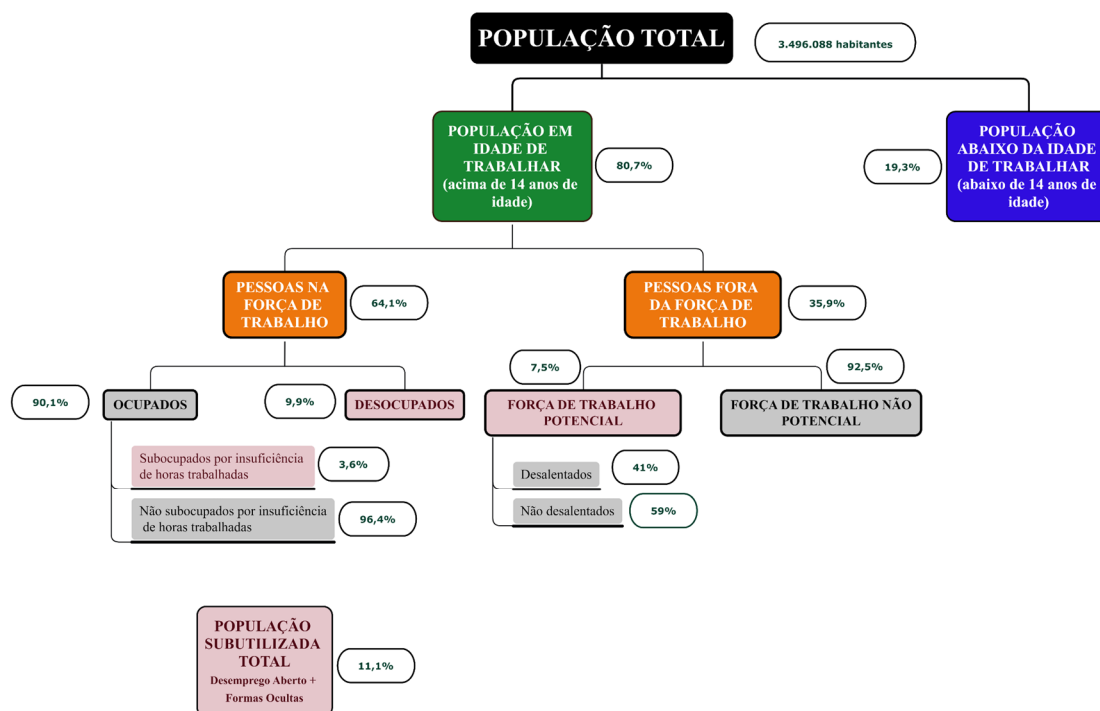 POPULAÇÃO TOTAL
3.496.088 habitantes
POPULAÇÃO EM
IDADE DE
TRABALHAR
(acima de 14 anos de
idade)
80,7%
19,3%
POPULAÇÃO
ABAIXO DA IDADE
DE TRABALHAR
(abaixo de 14 anos de
idade)
PESSOAS NA
FORÇA DE
TRABALHO
64,1%
PESSOAS FORA
DA FORÇA DE
TRABALHO
35,9%
90,1%
OCUPADOS
9,9%
DESOCUPADOS
7,5%
FORÇA DE TRABALHO
POTENCIAL
92,5%
FORÇA DE TRABALHO NÃO
POTENCIAL
Subocupados por insuficiência
de horas trabalhadas
3,6%
Não subocupados por insuficiência
de horas trabalhadas
96,4%
Desalentados
41%
Não desalentados
59%
POPULAÇÃO
SUBUTILIZADA
TOTAL
Desemprego Aberto +
Formas Ocultas
11,1%